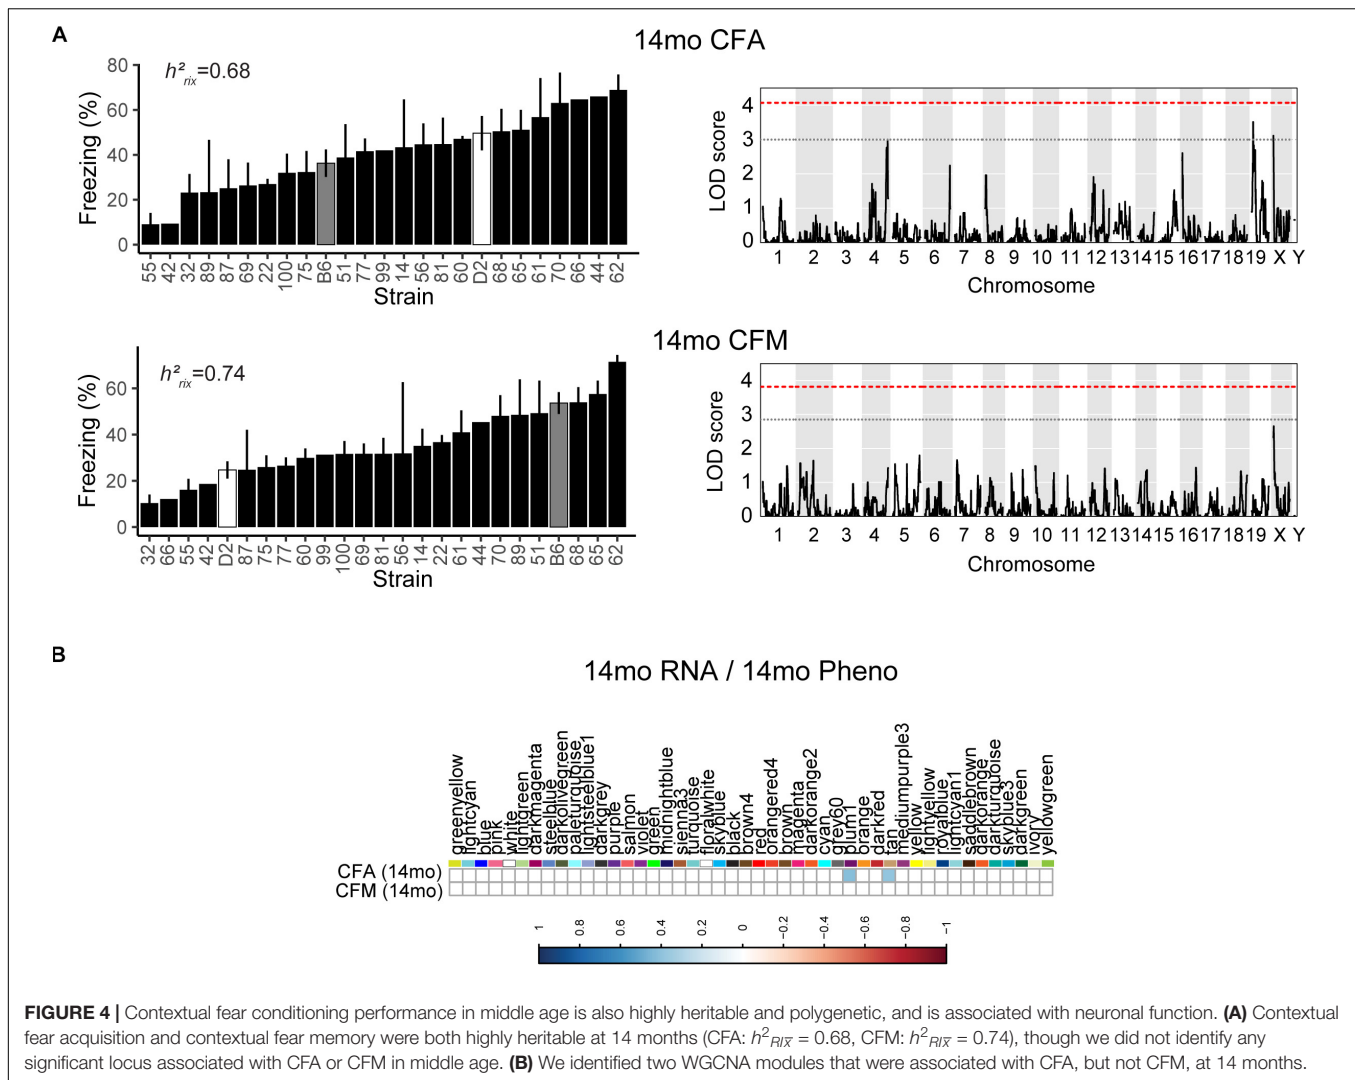 A
14mo CFA
h²rix=0.68
Freezing (%)
80
60
40
20
0
55 42 32 89 87 69 22 100 75 B6 51 77 99 14 56 81 60 D2 68 65 61 70 66 44 62
Strain
LOD score
4
3
2
1
0
1 2 3 4 5 6 7 8 9 10 11 12 13 14 15 16 17 18 19 X Y
Chromosome
14mo CFM
h²rix=0.74
Freezing (%)
60
40
20
0
32 66 55 42 D2 87 75 77 60 99 100 69 81 56 14 22 61 44 70 89 51 B6 68 65 62
Strain
LOD score
4
3
2
1
0
1 2 3 4 5 6 7 8 9 10 11 12 13 14 15 16 17 18 19 X Y
Chromosome
B
14mo RNA / 14mo Pheno
greenyellow lightcyan blue pink white lightgreen darkmagenta steelblue darkolivegreen paleturquoise lightsteelblue1 darkgrey purple salmon violet green midnightblue sienna3 turquoise floralwhite skyblue black brown4 red orangered4 brown magenta darkorange2 cyan grey60 plum1 orange darkred tan mediumpurple3 yellow lightyellow royalblue lightcyan1 saddlebrown darkorange darkturquoise skyblue3 darkgreen ivory yellowgreen
CFA (14mo)
CFM (14mo)
1 0.8 0.6 0.4 0.2 0 −0.2 −0.4 −0.6 −0.8 −1
FIGURE 4 | Contextual fear conditioning performance in middle age is also highly heritable and polygenetic, and is associated with neuronal function. (A) Contextual
fear acquisition and contextual fear memory were both highly heritable at 14 months (CFA: h²RIx̅ = 0.68, CFM: h²RIx̅ = 0.74), though we did not identify any
significant locus associated with CFA or CFM in middle age. (B) We identified two WGCNA modules that were associated with CFA, but not CFM, at 14 months.